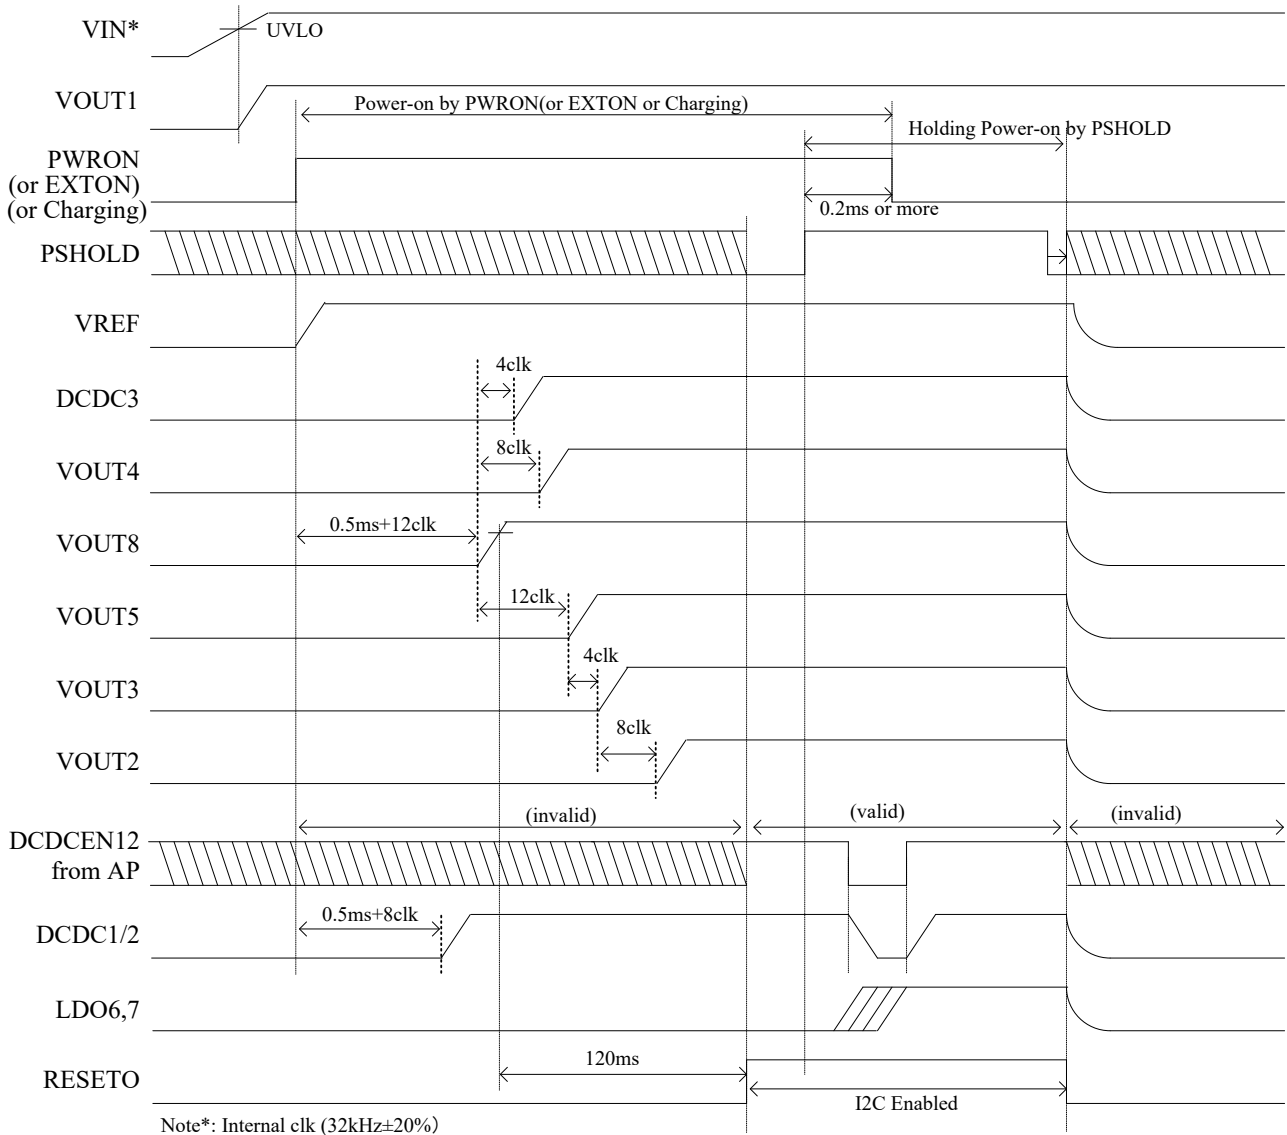 VIN*
UVLO
VOUT1
Power-on by PWRON(or EXTON or Charging)
Holding Power-on by PSHOLD
PWRON
(or EXTON)
(or Charging)
0.2ms or more
PSHOLD
VREF
4clk
DCDC3
8clk
VOUT4
0.5ms+12clk
VOUT8
12clk
VOUT5
4clk
VOUT3
8clk
VOUT2
(invalid)
(valid)
(invalid)
DCDCEN12
from AP
0.5ms+8clk
DCDC1/2
LDO6,7
120ms
RESETO
I2C Enabled
Note*: Internal clk (32kHz±20%)